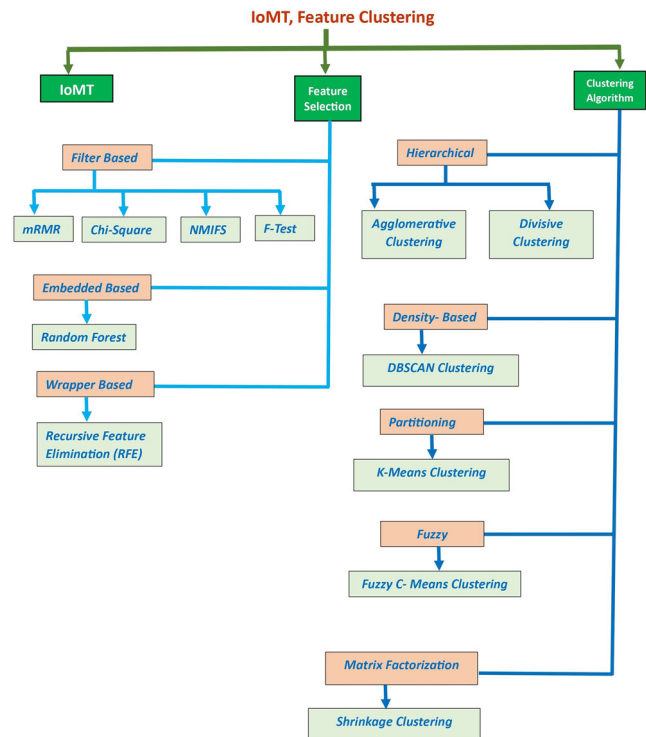 IoMT, Feature Clustering
IoMT
Feature
Selection
Clustering
Algorithm
Filter Based
mRMR
Chi-Square
NMIFS
F-Test
Embedded Based
Random Forest
Wrapper Based
Recursive Feature
Elimination (RFE)
Hierarchical
Agglomerative
Clustering
Divisive
Clustering
Density- Based
DBSCAN Clustering
Partitioning
K-Means Clustering
Fuzzy
Fuzzy C- Means Clustering
Matrix Factorization
Shrinkage Clustering